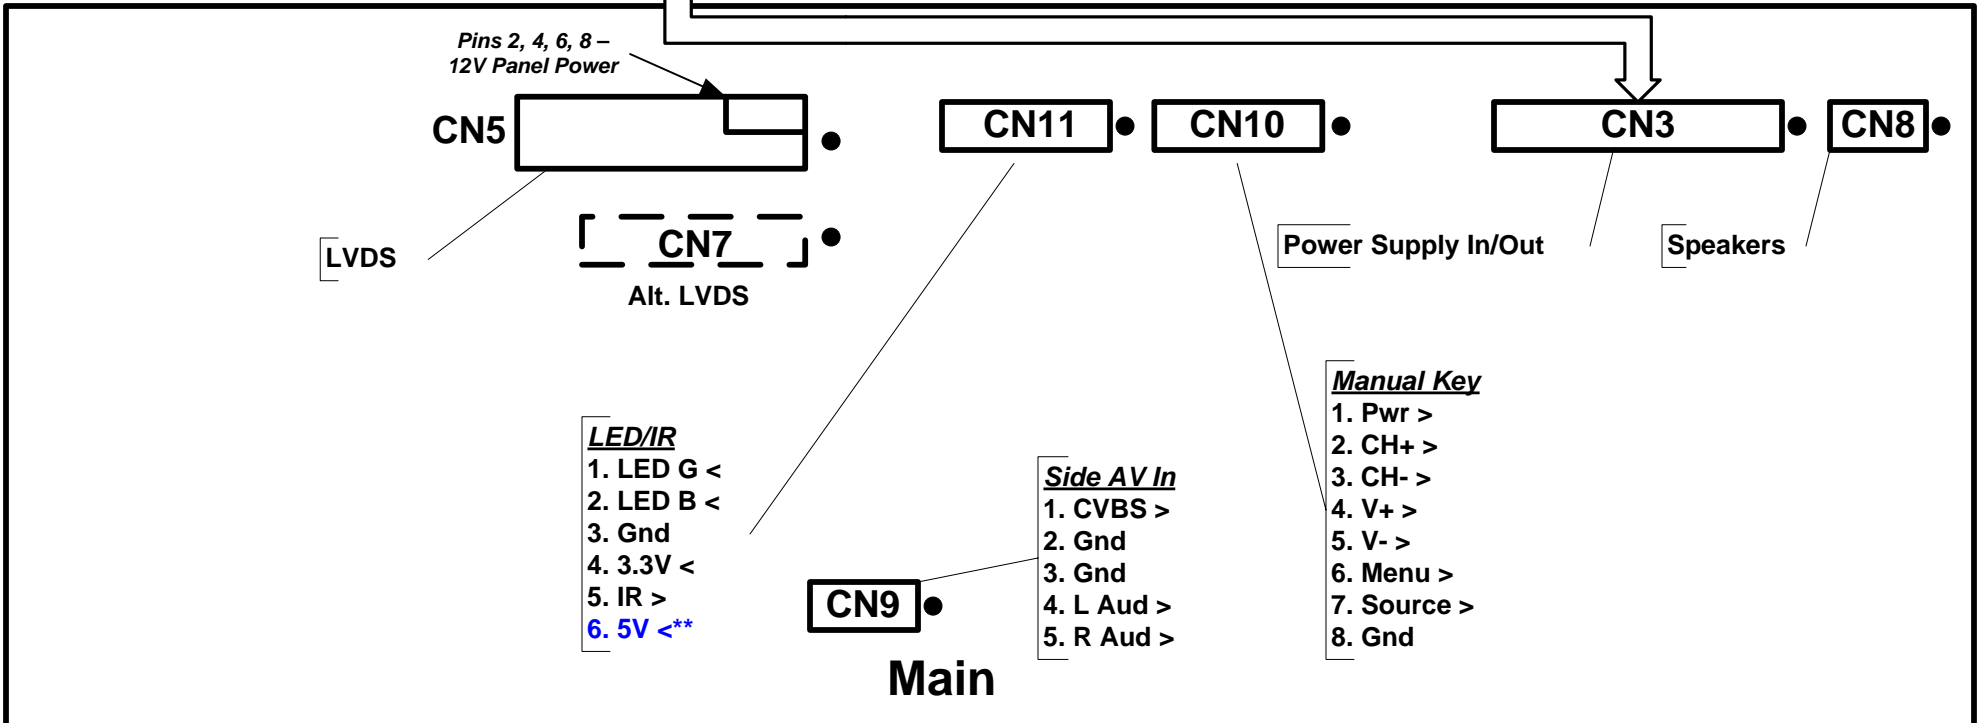 Pins 2, 4, 6, 8 –
12V Panel Power
CN5
CN11
CN10
CN3
CN8
CN7
Alt. LVDS
LVDS
Power Supply In/Out
Speakers
LED/IR
1. LED G <
2. LED B <
3. Gnd
4. 3.3V <
5. IR >
6. 5V <**
CN9
Side AV In
1. CVBS >
2. Gnd
3. Gnd
4. L Aud >
5. R Aud >
Manual Key
1. Pwr >
2. CH+ >
3. CH- >
4. V+ >
5. V- >
6. Menu >
7. Source >
8. Gnd
Main